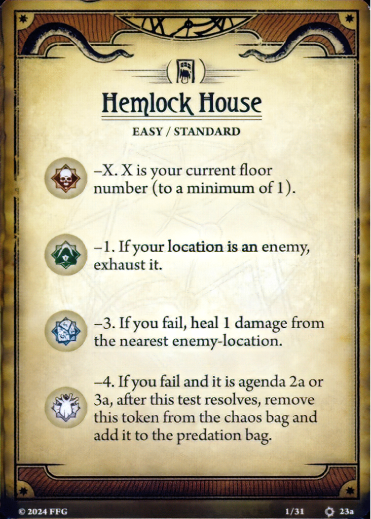 Hemlock House
EASY / STANDARD
–X. X is your current floor
number (to a minimum of 1).
–1. If your location is an enemy,
exhaust it.
–3. If you fail, heal 1 damage from
the nearest enemy-location.
–4. If you fail and it is agenda 2a or
3a, after this test resolves, remove
this token from the chaos bag and
add it to the predation bag.
© 2024 FFG 1/31 23a